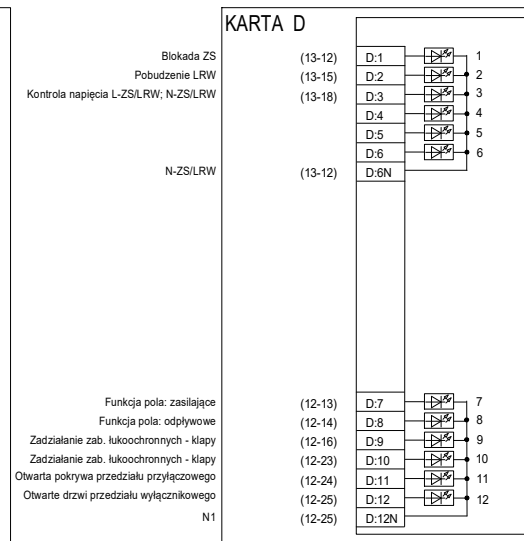 KARTA D
Blokada ZS (13-12) D:1 1
Pobudzenie LRW (13-15) D:2 2
Kontrola napięcia L-ZS/LRW; N-ZS/LRW (13-18) D:3 3
D:4 4
D:5 5
D:6 6
N-ZS/LRW (13-12) D:6N
Funkcja pola: zasilające (12-13) D:7 7
Funkcja pola: odpływowe (12-14) D:8 8
Zadziałanie zab. łukoochronnych - klapy (12-16) D:9 9
Zadziałanie zab. łukoochronnych - klapy (12-23) D:10 10
Otwarta pokrywa przedziału przyłączowego (12-24) D:11 11
Otwarte drzwi przedziału wyłącznikowego (12-25) D:12 12
N1 (12-25) D:12N